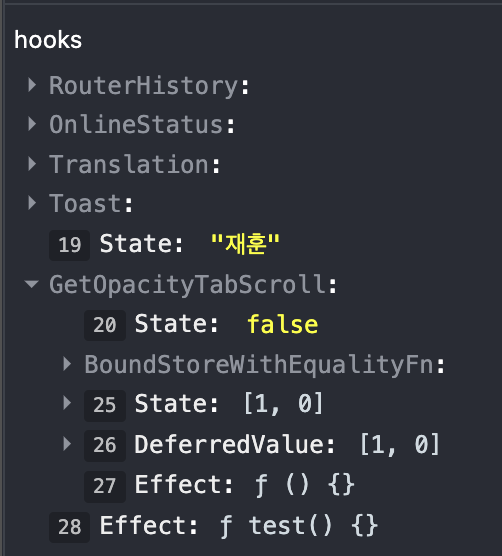 hooks
RouterHistory:
OnlineStatus:
Translation:
Toast:
19 State: "재훈"
GetOpacityTabScroll:
20 State: false
BoundStoreWithEqualityFn:
25 State: [1, 0]
26 DeferredValue: [1, 0]
27 Effect: ƒ () {}
28 Effect: ƒ test() {}